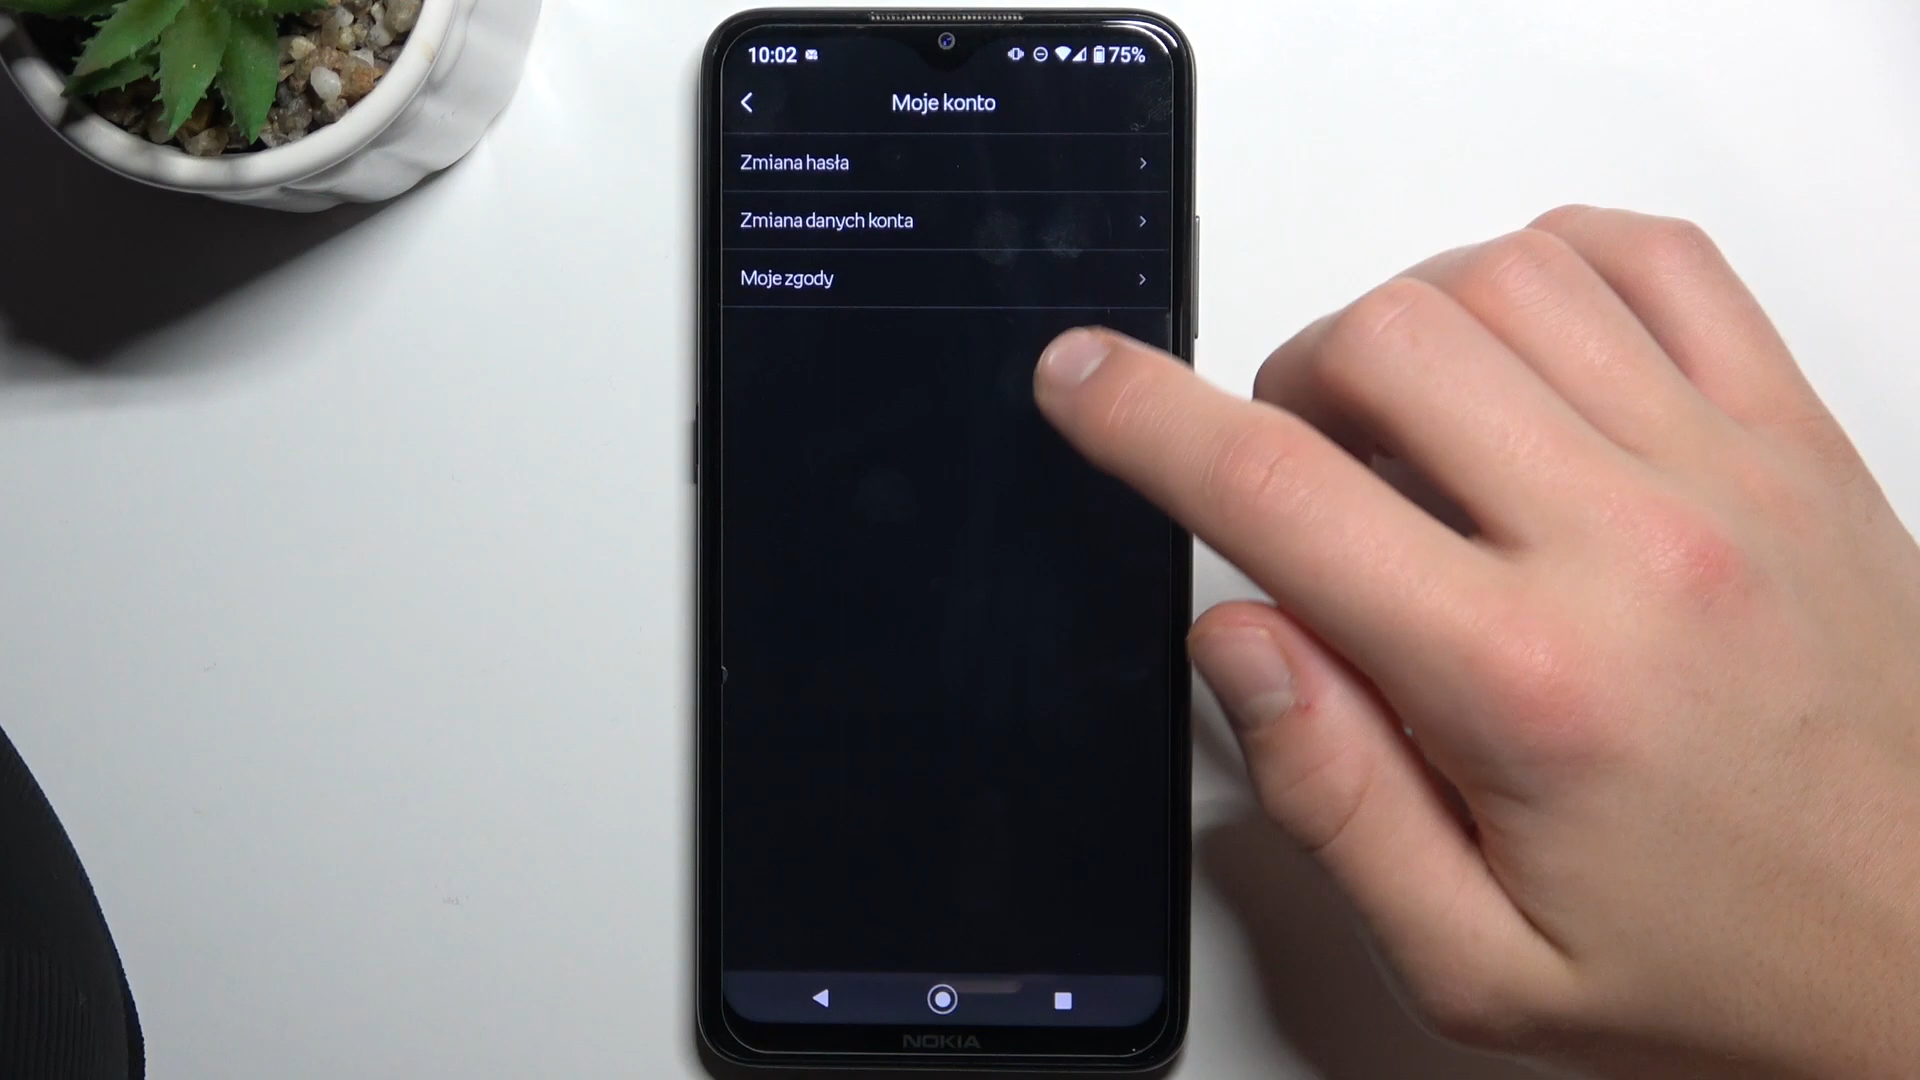 10:02 75%
Moje konto
Zmiana hasła
Zmiana danych konta
Moje zgody
NOKIA